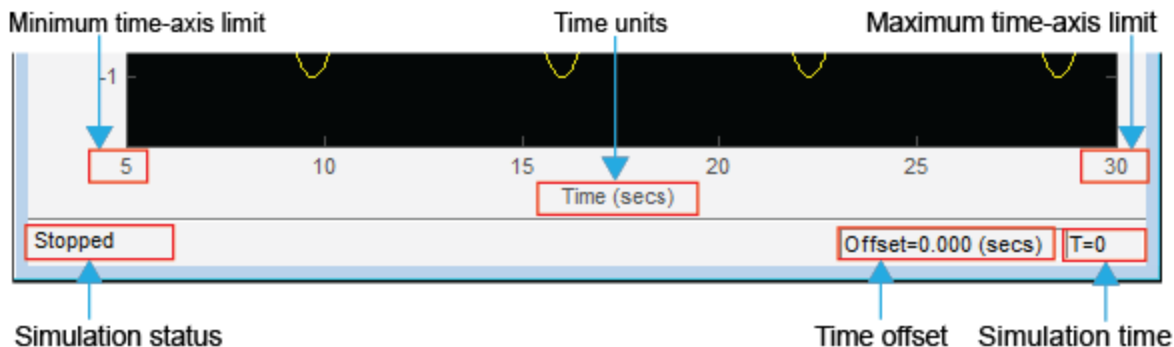 Minimum time-axis limit Time units Maximum time-axis limit
-1
5 10 15 20 25 30
Time (secs)
Stopped Offset=0.000 (secs) T=0
Simulation status Time offset Simulation time